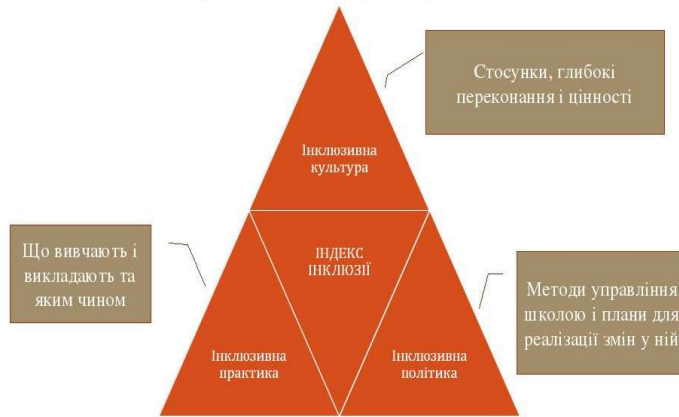 Стосунки, глибокі
переконання і цінності
Інклюзивна
культура
Що вивчають і
викладають та
яким чином
ІНДЕКС
ІНКЛЮЗІЇ
Методи управління
школою і плани для
реалізації змін у ній
Інклюзивна
практика
Інклюзивна
політика